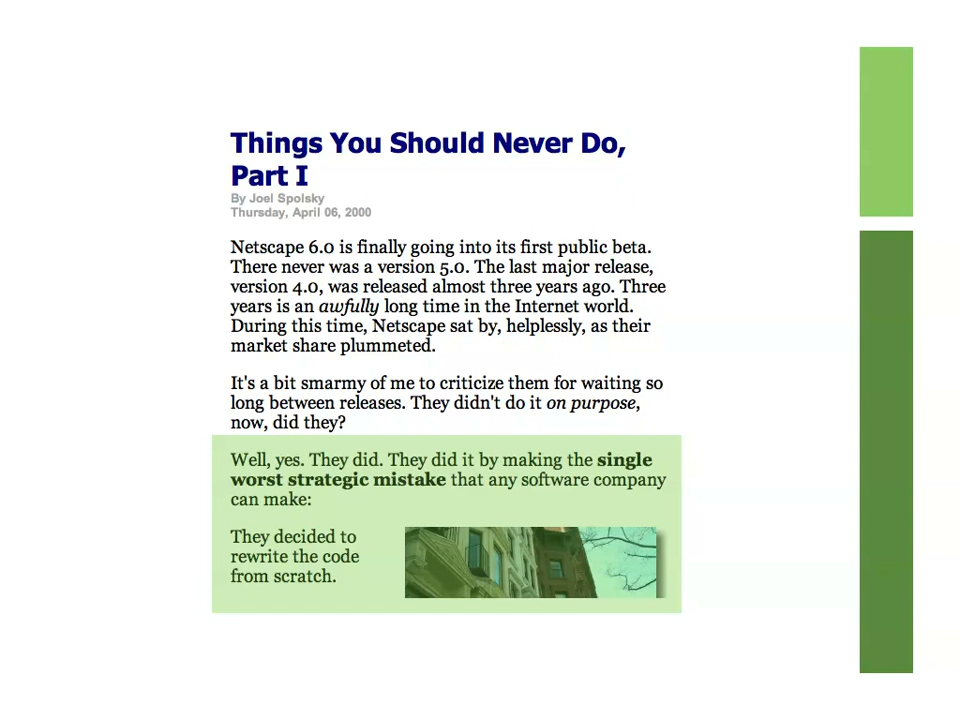 Things You Should Never Do,
Part I
By Joel Spolsky
Thursday, April 06, 2000
Netscape 6.0 is finally going into its first public beta.
There never was a version 5.0. The last major release,
version 4.0, was released almost three years ago. Three
years is an awfully long time in the Internet world.
During this time, Netscape sat by, helplessly, as their
market share plummeted.
It's a bit smarmy of me to criticize them for waiting so
long between releases. They didn't do it on purpose,
now, did they?
Well, yes. They did. They did it by making the single
worst strategic mistake that any software company
can make:
They decided to
rewrite the code
from scratch.